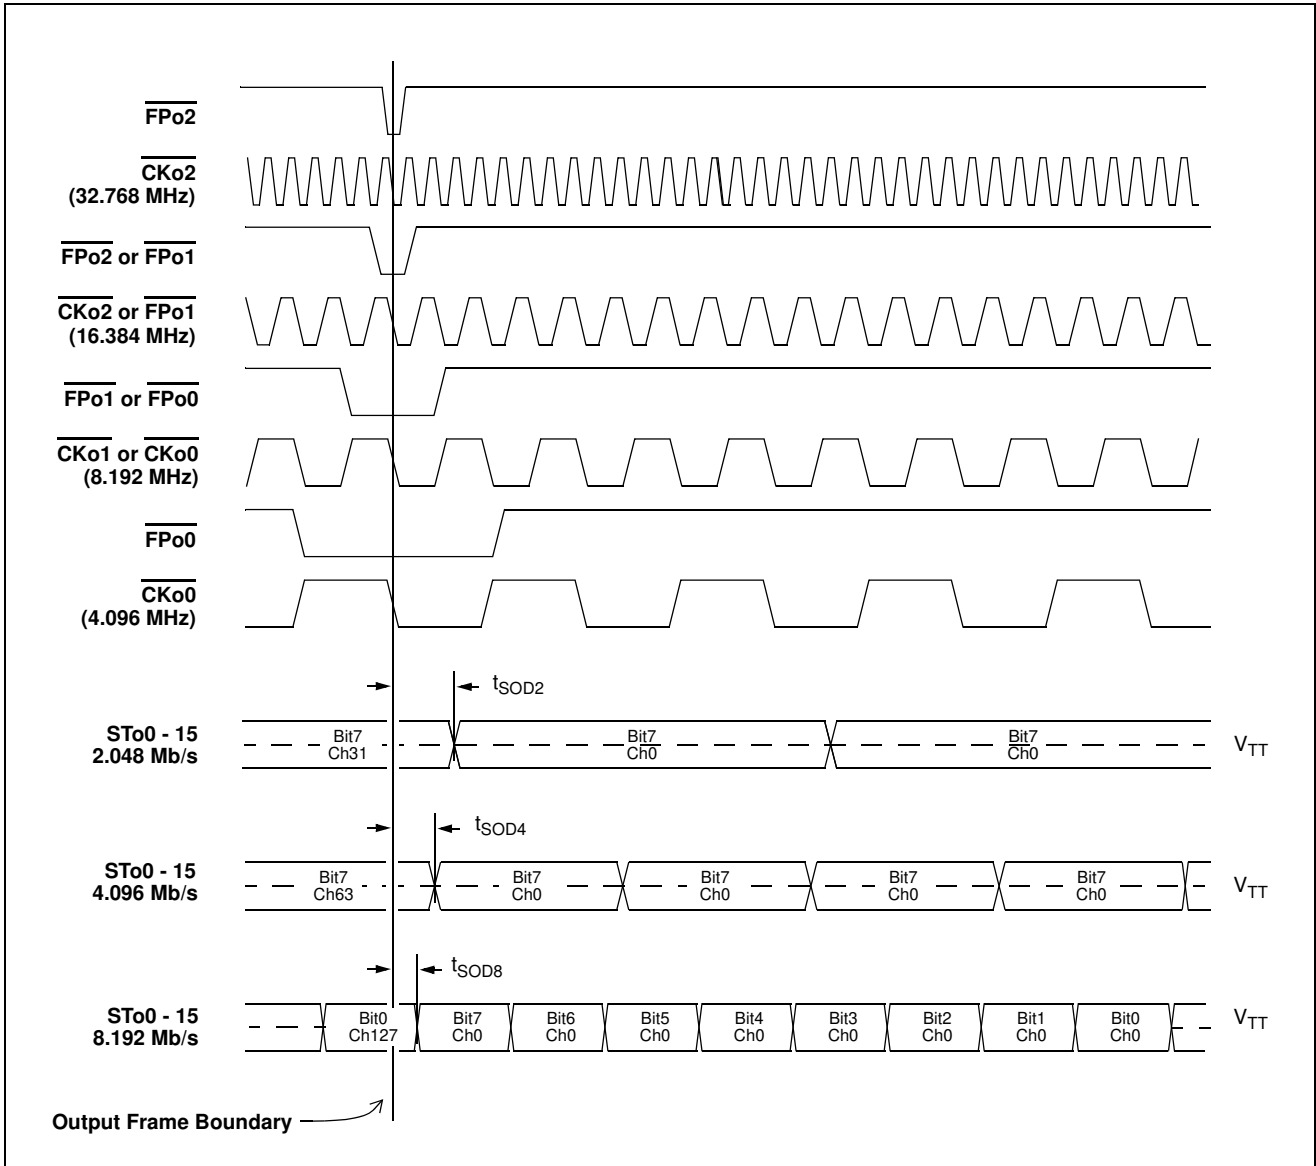 FPo2
CKo2
(32.768 MHz)
FPo2 or FPo1
CKo2 or FPo1
(16.384 MHz)
FPo1 or FPo0
CKo1 or CKo0
(8.192 MHz)
FPo0
CKo0
(4.096 MHz)
tSOD2
STo0 - 15
2.048 Mb/s
Bit7
Ch31
Bit7
Ch0
Bit7
Ch0
VTT
tSOD4
STo0 - 15
4.096 Mb/s
Bit7
Ch63
Bit7
Ch0
Bit7
Ch0
Bit7
Ch0
Bit7
Ch0
VTT
tSOD8
STo0 - 15
8.192 Mb/s
Bit0
Ch127
Bit7
Ch0
Bit6
Ch0
Bit5
Ch0
Bit4
Ch0
Bit3
Ch0
Bit2
Ch0
Bit1
Ch0
Bit0
Ch0
VTT
Output Frame Boundary